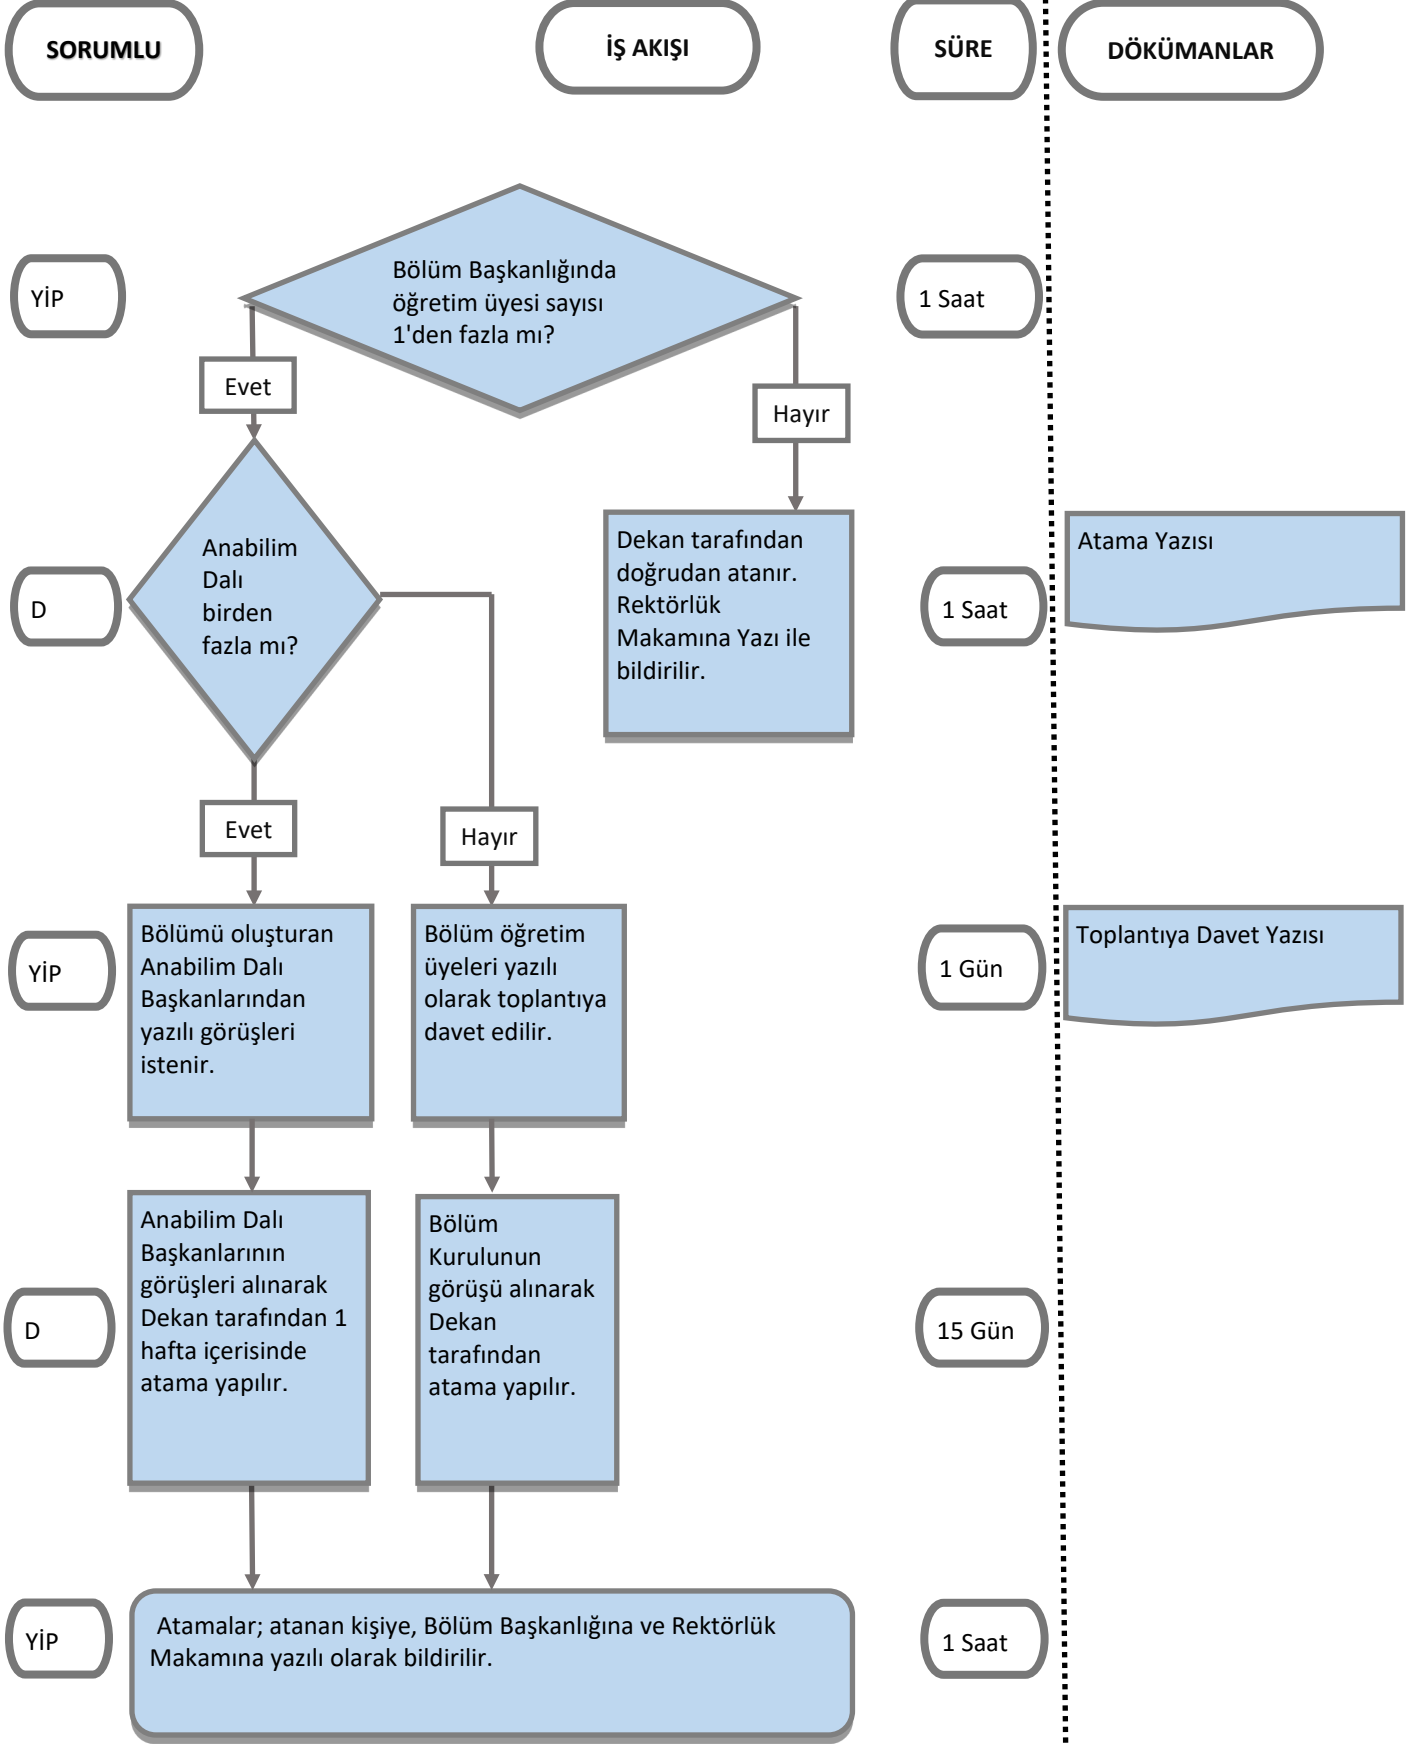 SORUMLU
İŞ AKIŞI
SÜRE
DÖKÜMANLAR
YİP
Bölüm Başkanlığında
öğretim üyesi sayısı
1'den fazla mı?
1 Saat
Evet
Hayır
D
Anabilim
Dalı
birden
fazla mı?
Dekan tarafından
doğrudan atanır.
Rektörlük
Makamına Yazı ile
bildirilir.
1 Saat
Atama Yazısı
Evet
Hayır
YİP
Bölümü oluşturan
Anabilim Dalı
Başkanlarından
yazılı görüşleri
istenir.
Bölüm öğretim
üyeleri yazılı
olarak toplantıya
davet edilir.
1 Gün
Toplantıya Davet Yazısı
D
Anabilim Dalı
Başkanlarının
görüşleri alınarak
Dekan tarafından 1
hafta içerisinde
atama yapılır.
Bölüm
Kurulunun
görüşü alınarak
Dekan
tarafından
atama yapılır.
15 Gün
YİP
Atamalar; atanan kişiye, Bölüm Başkanlığına ve Rektörlük
Makamına yazılı olarak bildirilir.
1 Saat